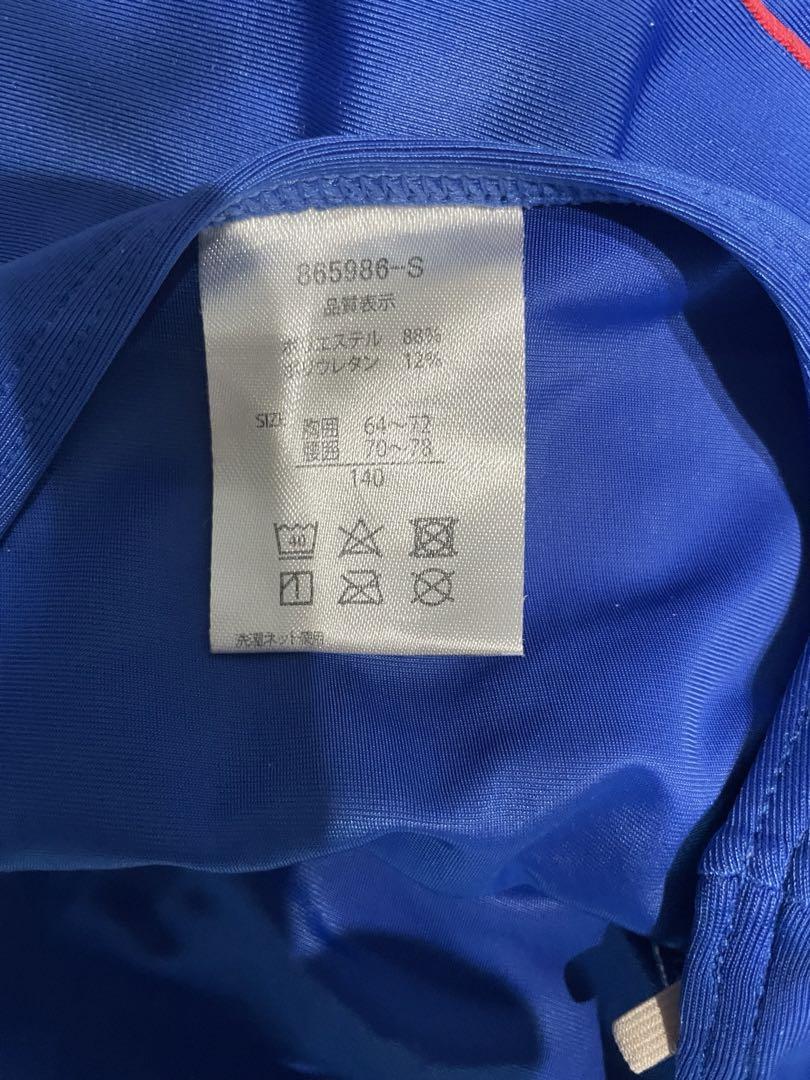 865986-S
品質表示
ポリエステル 88%
ポリウレタン 12%
SIZE 胸囲 64～72
腰囲 70～78
140
40
洗濯ネット使用